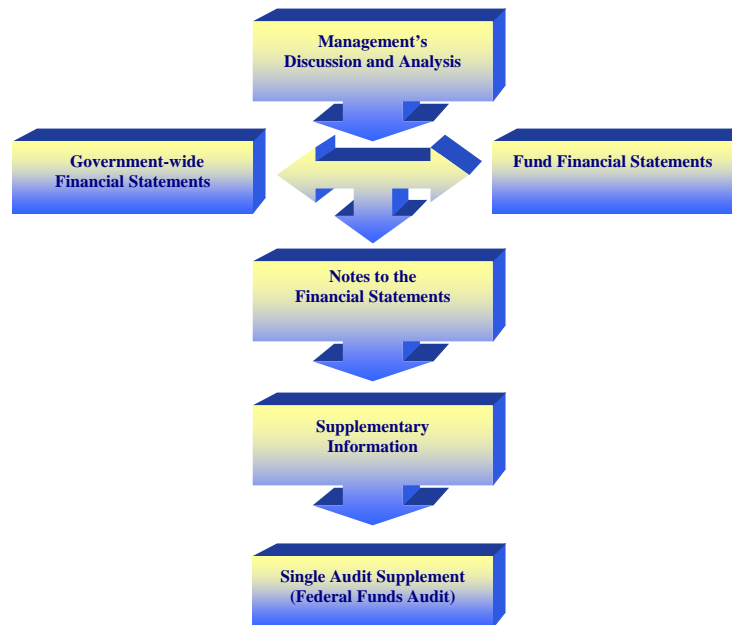 Management’s
Discussion and Analysis
Government-wide
Financial Statements
Fund Financial Statements
Notes to the
Financial Statements
Supplementary
Information
Single Audit Supplement
(Federal Funds Audit)